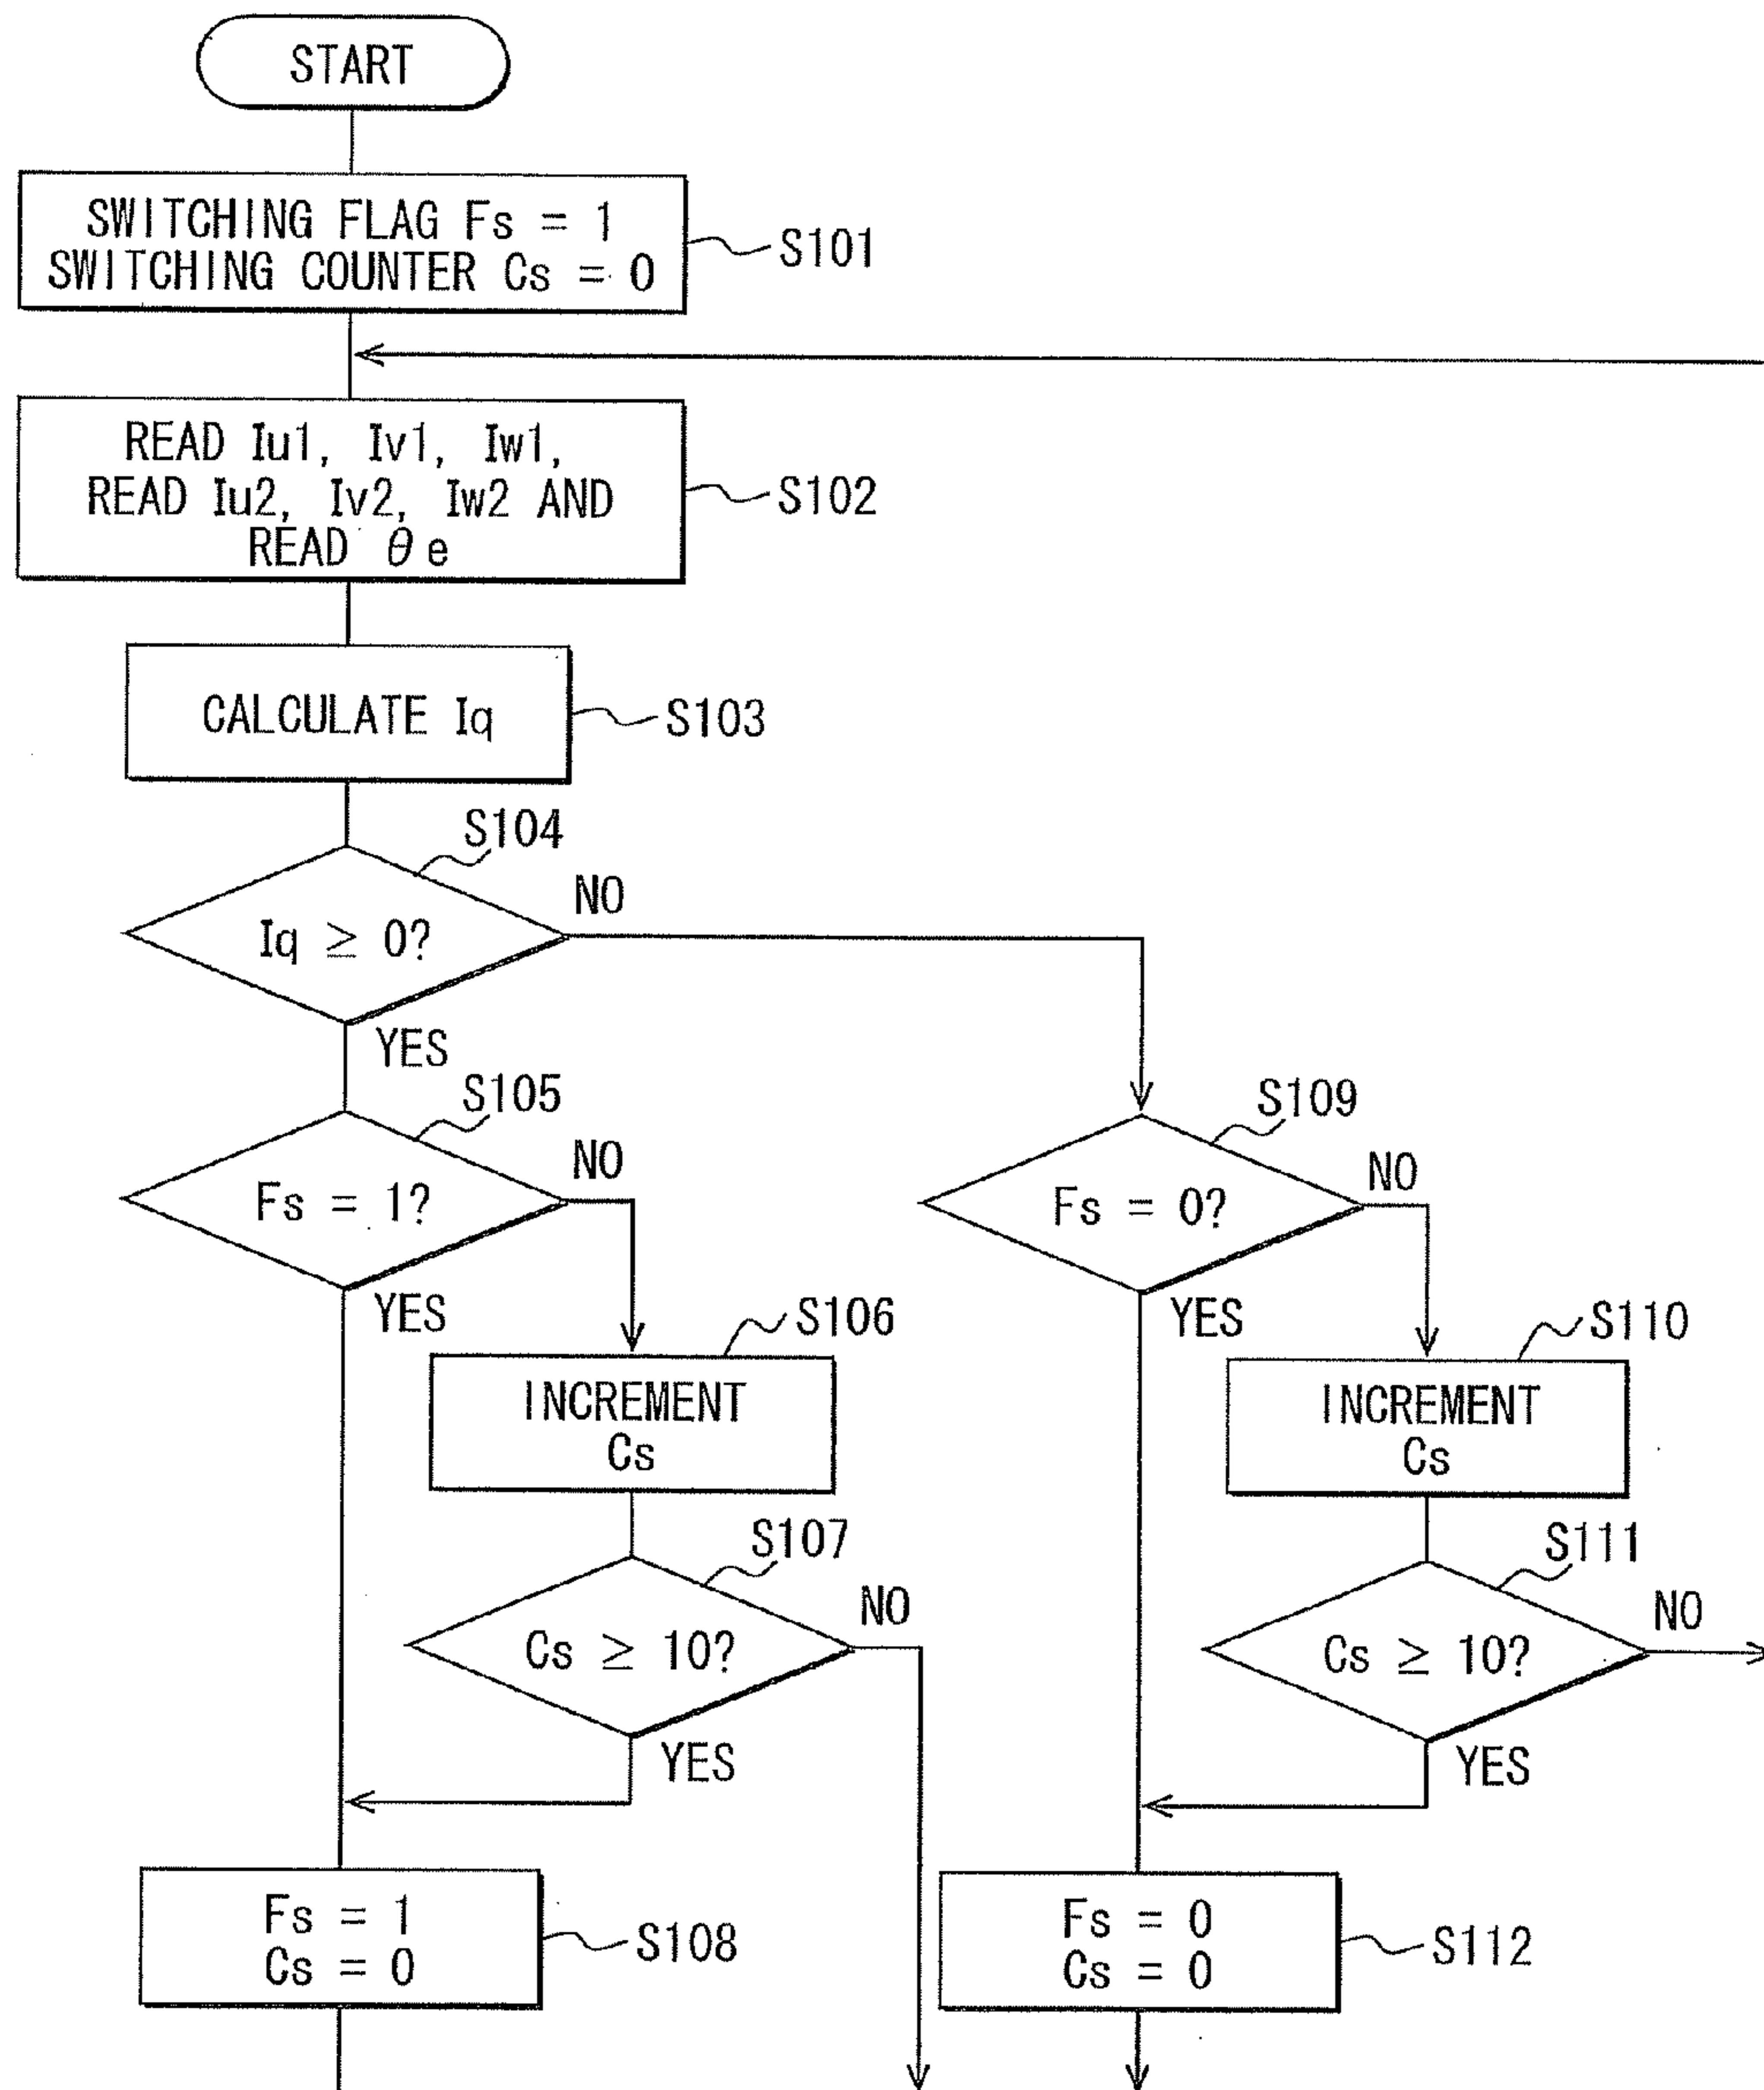 START
SWITCHING FLAG Fs = 1
SWITCHING COUNTER Cs = 0
S101
READ Iu1, Iv1, Iw1,
READ Iu2, Iv2, Iw2 AND
READ θe
S102
CALCULATE Iq
S103
S104
Iq ≥ 0?
NO
YES
S105
Fs = 1?
NO
YES
S109
Fs = 0?
NO
YES
S106
INCREMENT
Cs
S110
INCREMENT
Cs
S107
Cs ≥ 10?
NO
YES
S111
Cs ≥ 10?
NO
YES
Fs = 1
Cs = 0
S108
Fs = 0
Cs = 0
S112